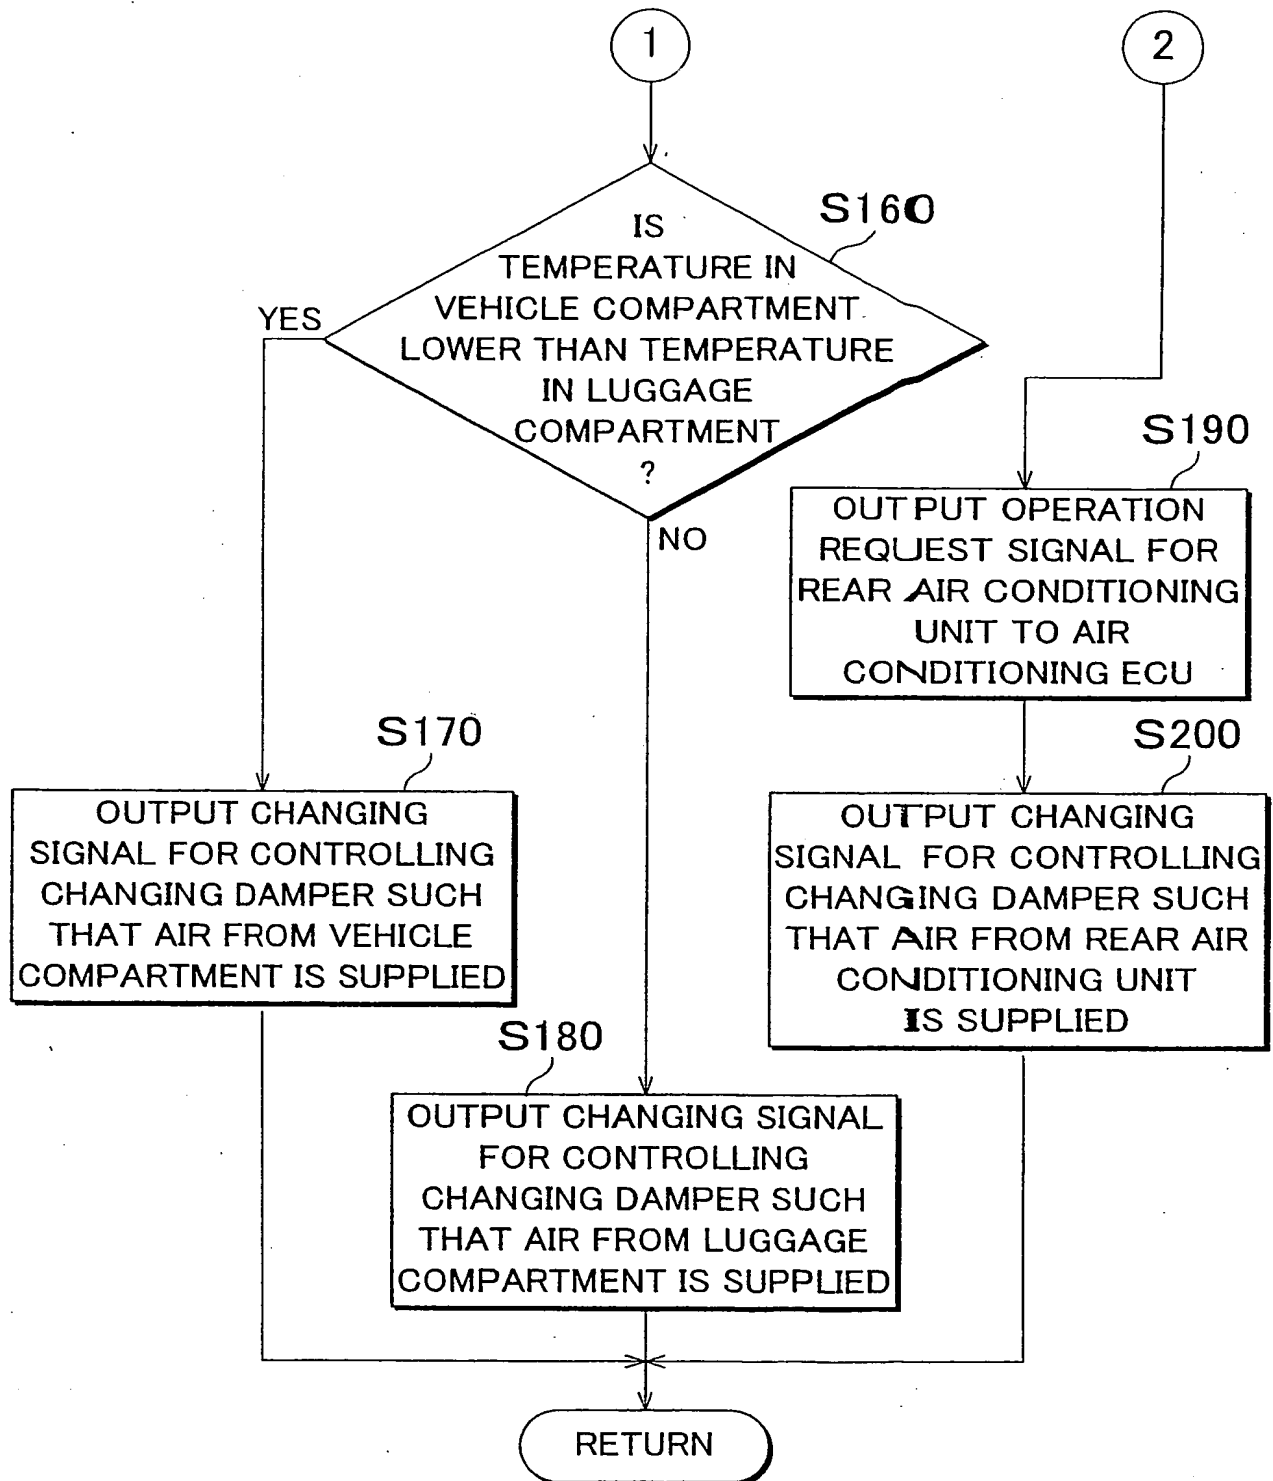 1
2
S160
IS
TEMPERATURE IN
VEHICLE COMPARTMENT
LOWER THAN TEMPERATURE
IN LUGGAGE
COMPARTMENT
?
YES
NO
S190
OUTPUT OPERATION
REQUEST SIGNAL FOR
REAR AIR CONDITIONING
UNIT TO AIR
CONDITIONING ECU
S170
OUTPUT CHANGING
SIGNAL FOR CONTROLLING
CHANGING DAMPER SUCH
THAT AIR FROM VEHICLE
COMPARTMENT IS SUPPLIED
S200
OUTPUT CHANGING
SIGNAL FOR CONTROLLING
CHANGING DAMPER SUCH
THAT AIR FROM REAR AIR
CONDITIONING UNIT
IS SUPPLIED
S180
OUTPUT CHANGING SIGNAL
FOR CONTROLLING
CHANGING DAMPER SUCH
THAT AIR FROM LUGGAGE
COMPARTMENT IS SUPPLIED
RETURN